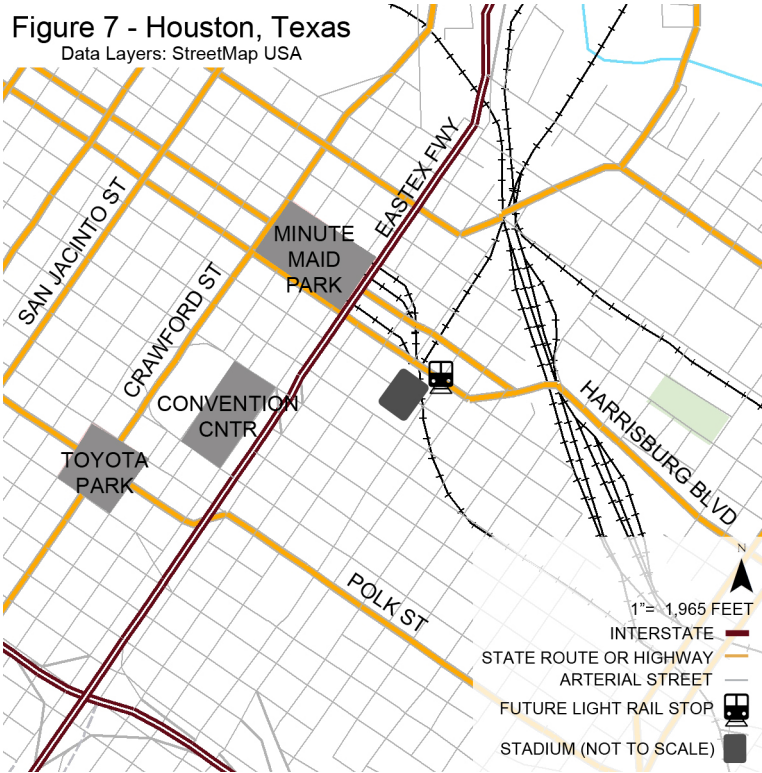 Figure 7 - Houston, Texas
Data Layers: StreetMap USA
EASTEX FWY
SAN JACINTO ST
MINUTE
MAID
PARK
CRAWFORD ST
CONVENTION
CNTR
HARRISBURG BLVD
TOYOTA
PARK
POLK ST
N
1"= 1,965 FEET
INTERSTATE
STATE ROUTE OR HIGHWAY
ARTERIAL STREET
FUTURE LIGHT RAIL STOP
STADIUM (NOT TO SCALE)